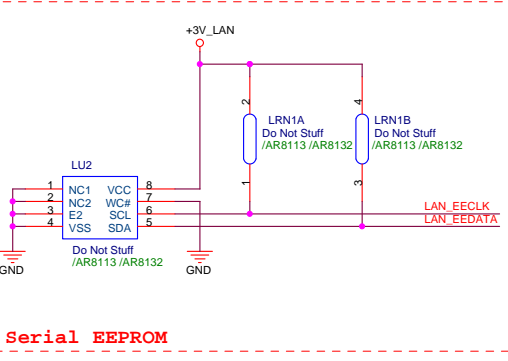 +3V_LAN
2
4
LRN1A
LRN1B
Do Not Stuff
Do Not Stuff
/AR8113 /AR8132
/AR8113 /AR8132
LU2
1
3
1 NC1 VCC 8
2 NC2 WC# 7
3 E2 SCL 6
4 VSS SDA 5
LAN_EECLK
LAN_EEDATA
Do Not Stuff
/AR8113 /AR8132
GND
GND
Serial EEPROM